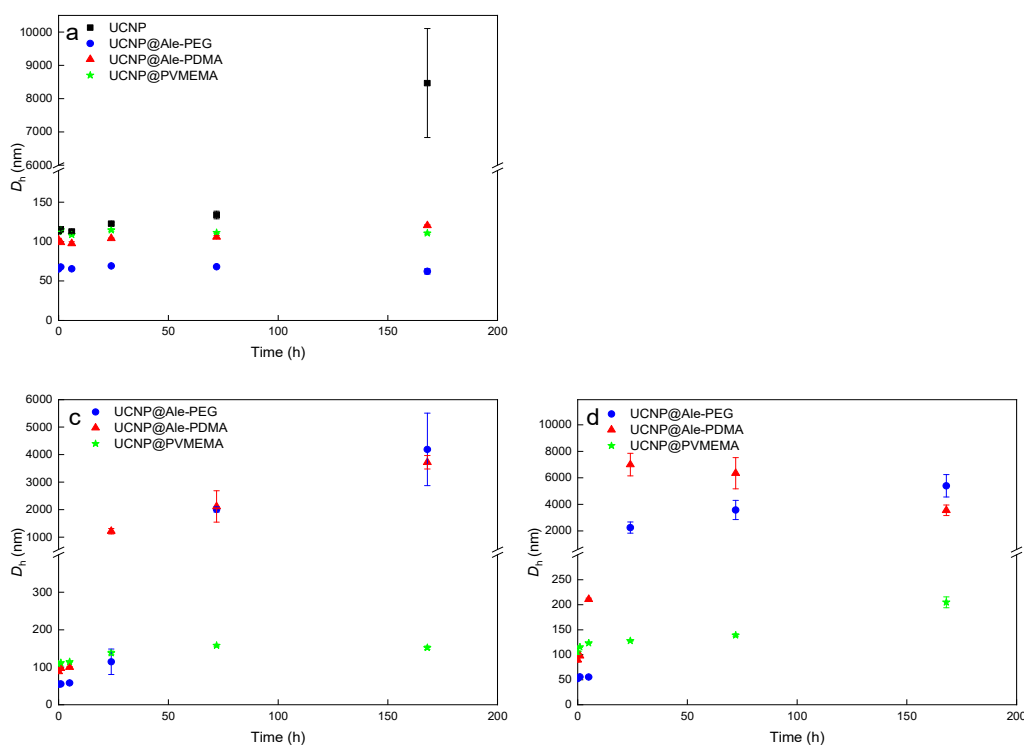 a
UCNP
UCNP@Ale-PEG
UCNP@Ale-PDMA
UCNP@PVMEMA
10000
9000
8000
7000
6000
150
100
50
0
D_h (nm)
0 50 100 150 200
Time (h)
c
UCNP@Ale-PEG
UCNP@Ale-PDMA
UCNP@PVMEMA
6000
5000
4000
3000
2000
1000
300
200
100
0
D_h (nm)
0 50 100 150 200
Time (h)
d
UCNP@Ale-PEG
UCNP@Ale-PDMA
UCNP@PVMEMA
10000
8000
6000
4000
2000
250
200
150
100
50
0
D_h (nm)
0 50 100 150 200
Time (h)